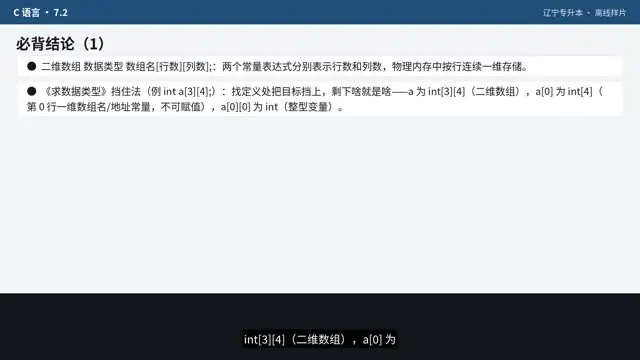 C 语言 • 7.2
辽宁专升本 • 离线样片
必背结论（1）
● 二维数组 数据类型 数组名[行数][列数];：两个常量表达式分别表示行数和列数，物理内存中按行连续一维存储。
● 《求数据类型》挡住法（例 int a[3][4];）：找定义处把目标挡上，剩下啥就是啥——a 为 int[3][4]（二维数组），a[0] 为 int[4]（
第 0 行一维数组名/地址常量，不可赋值），a[0][0] 为 int（整型变量）。
int[3][4]（二维数组），a[0] 为